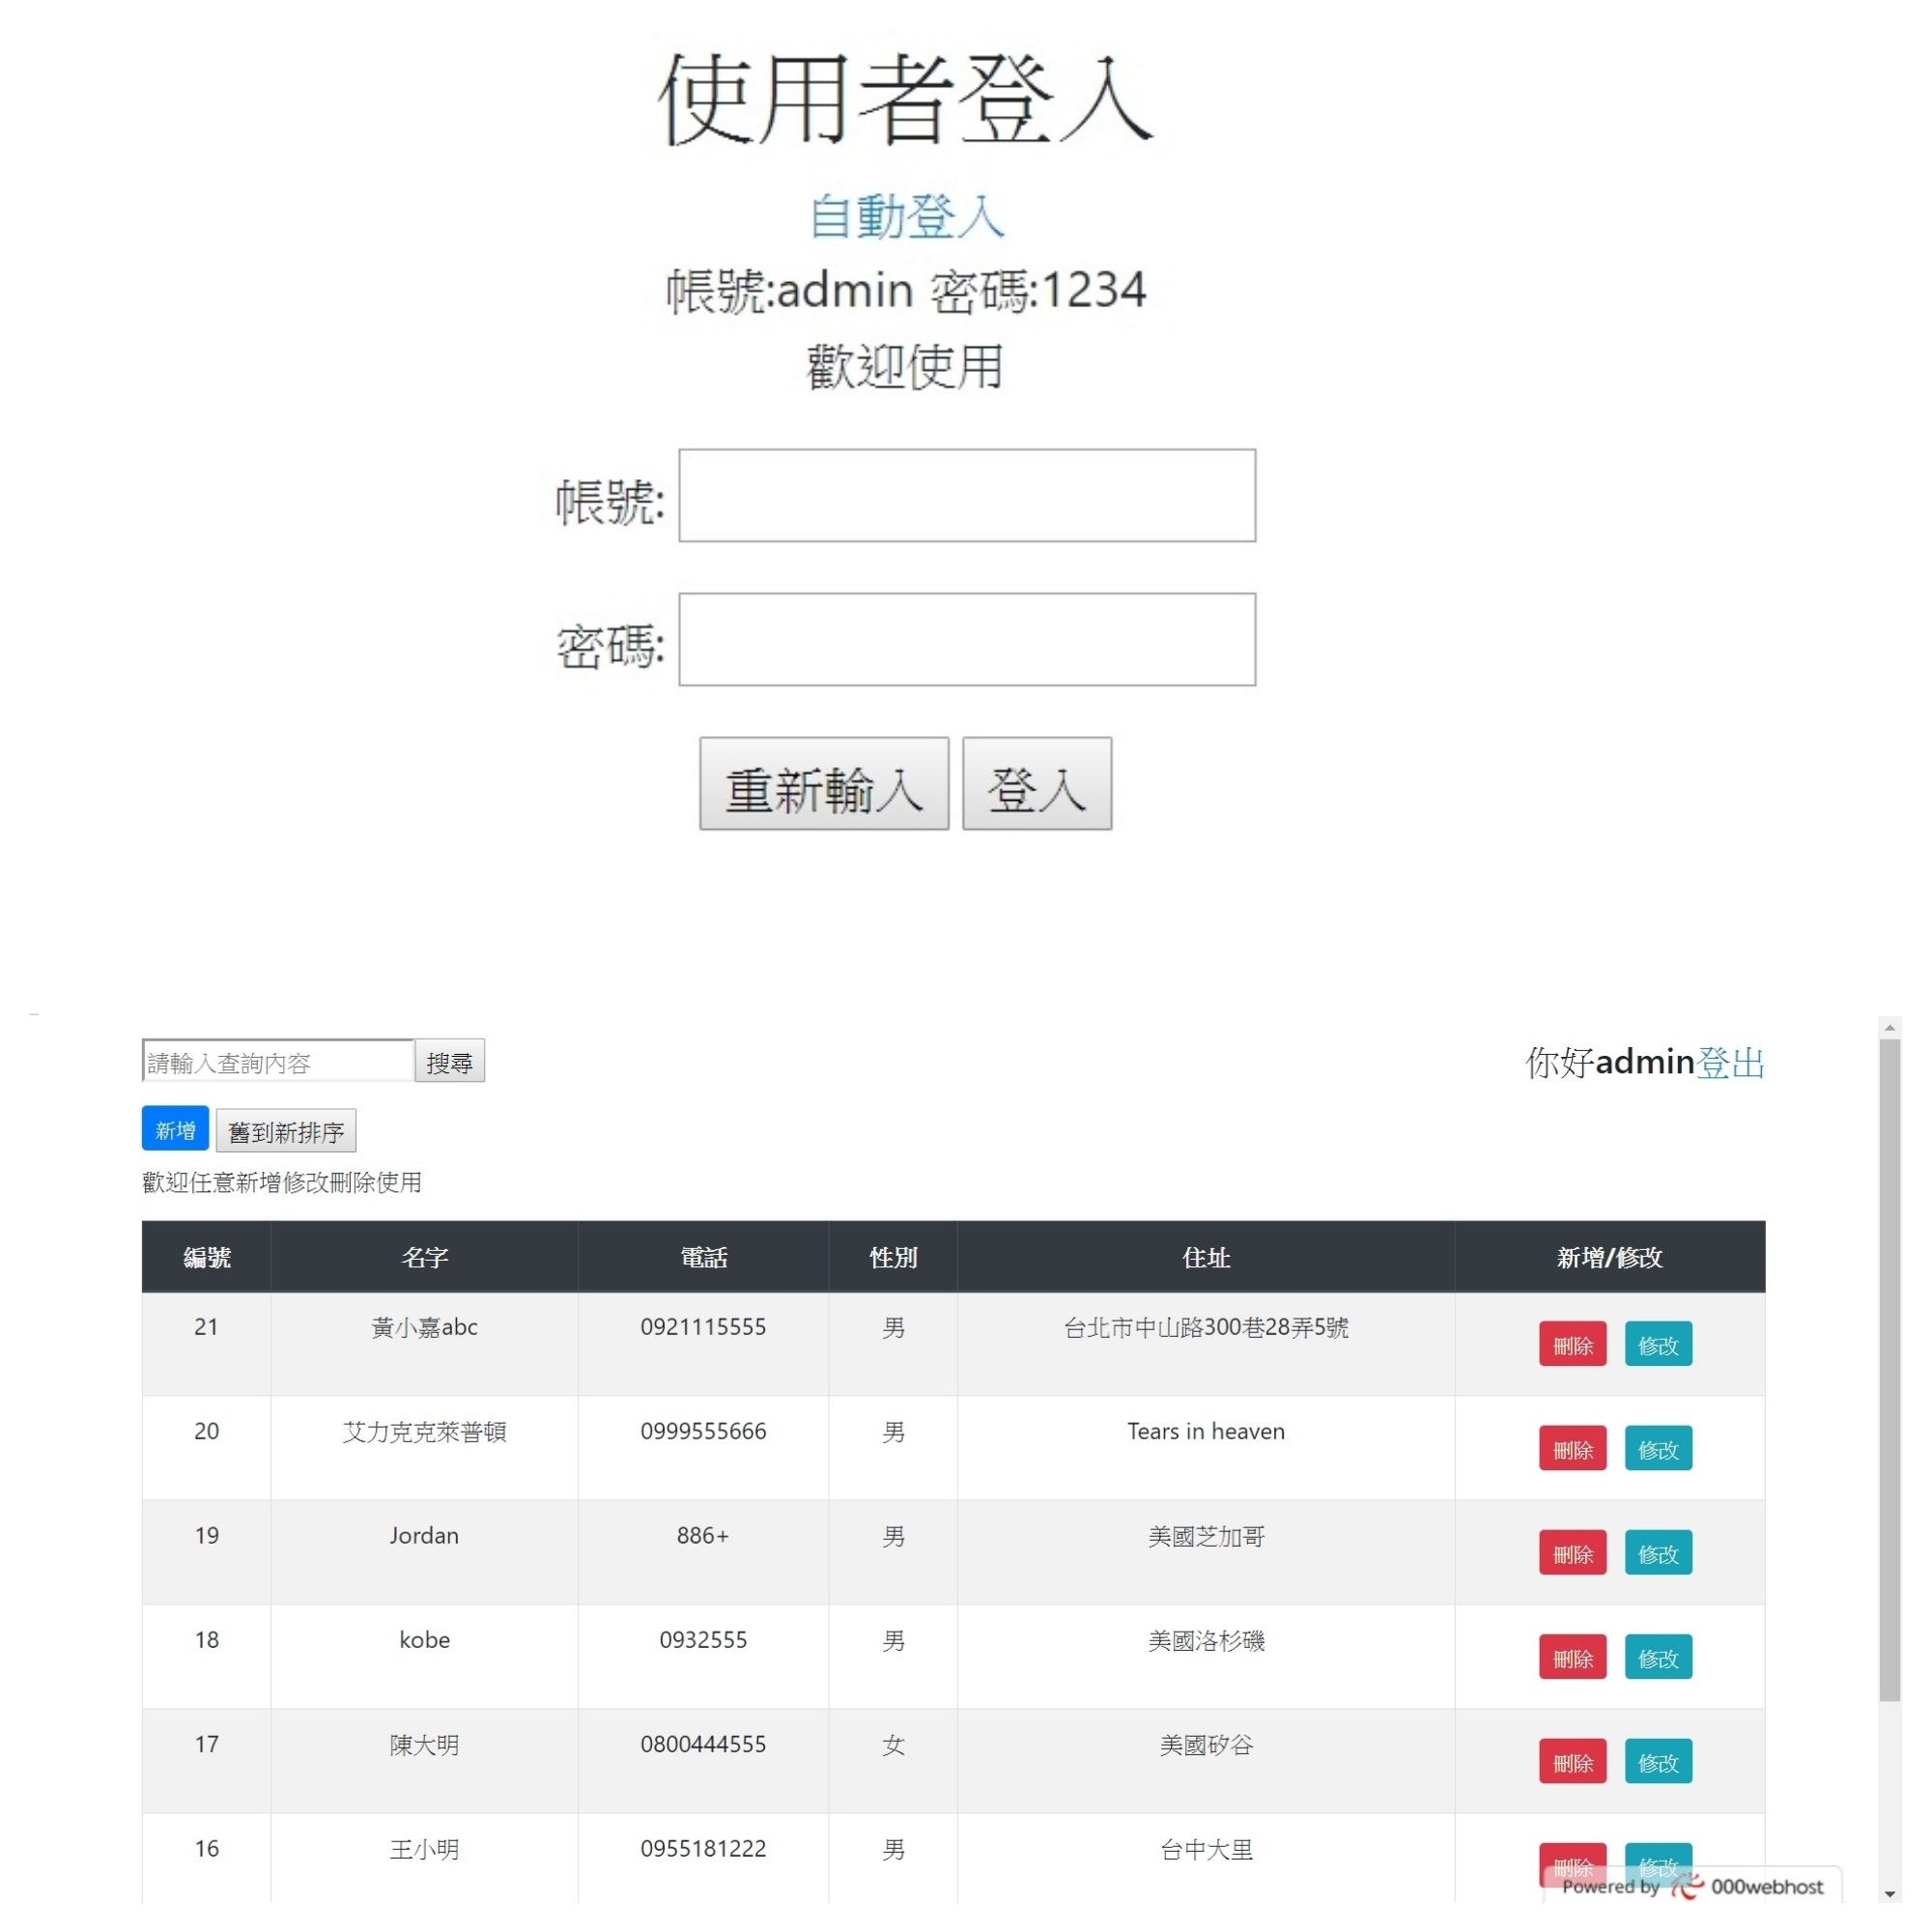 使用者登入
自動登入
帳號:admin 密碼:1234
歡迎使用
帳號:
密碼:
重新輸入 登入
請輸入查詢內容 搜尋 你好admin登出
新增 舊到新排序
歡迎任意新增修改刪除使用
編號 名字 電話 性別 住址 新增/修改
21 黃小嘉abc 0921115555 男 台北市中山路300巷28弄5號 刪除 修改
20 艾力克克萊普頓 0999555666 男 Tears in heaven 刪除 修改
19 Jordan 886+ 男 美國芝加哥 刪除 修改
18 kobe 0932555 男 美國洛杉磯 刪除 修改
17 陳大明 0800444555 女 美國矽谷 刪除 修改
16 王小明 0955181222 男 台中大里 刪除 修改
Powered by 000webhost